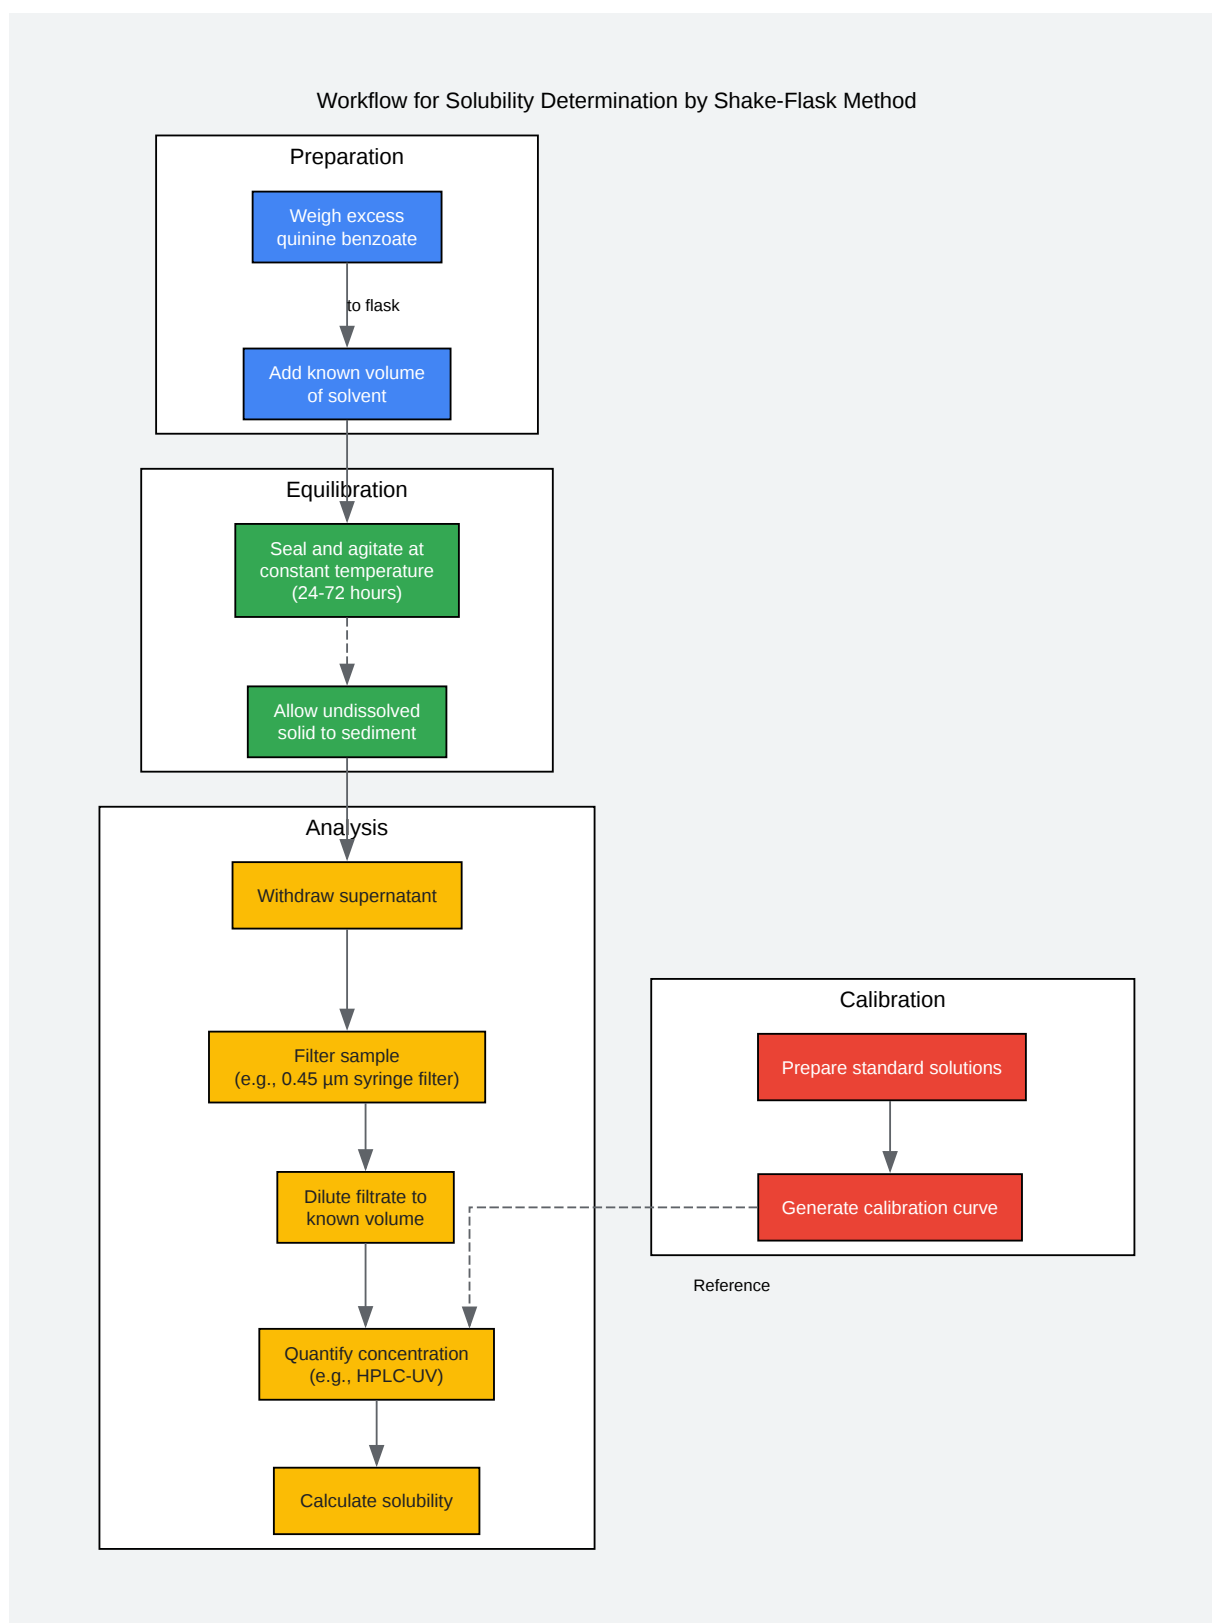 Workflow for Solubility Determination by Shake-Flask Method
Preparation
Weigh excess
quinine benzoate
to flask
Add known volume
of solvent
Equilibration
Seal and agitate at
constant temperature
(24-72 hours)
Allow undissolved
solid to sediment
Analysis
Withdraw supernatant
Filter sample
(e.g., 0.45 µm syringe filter)
Dilute filtrate to
known volume
Quantify concentration
(e.g., HPLC-UV)
Calculate solubility
Calibration
Prepare standard solutions
Generate calibration curve
Reference